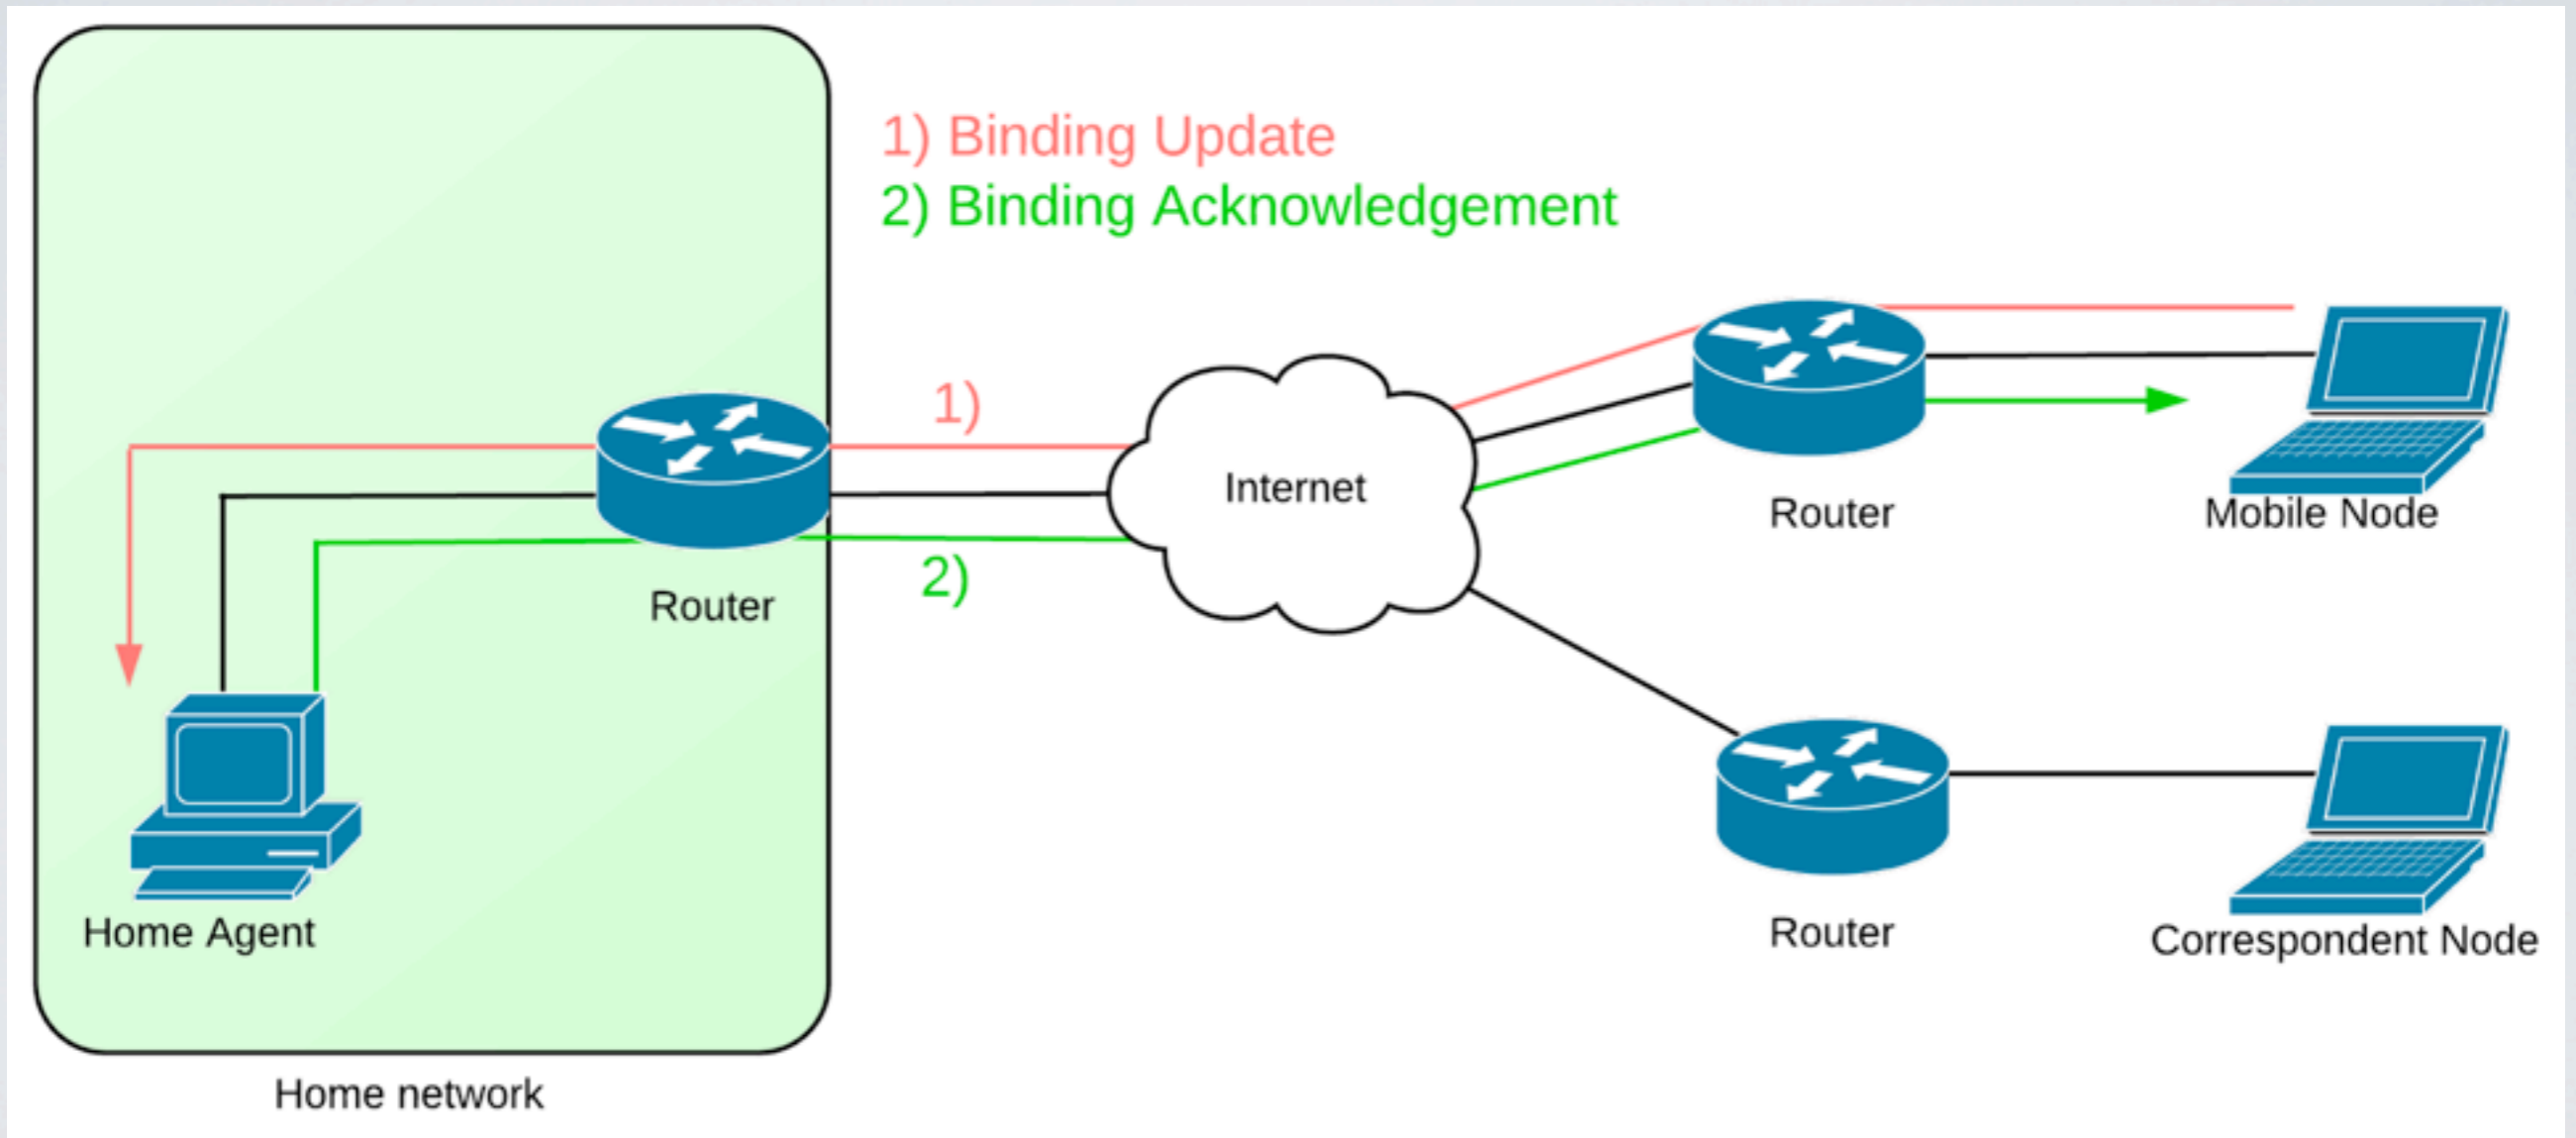 1) Binding Update
2) Binding Acknowledgement
1)
Internet
2)
Router
Router
Mobile Node
Home Agent
Router
Correspondent Node
Home network